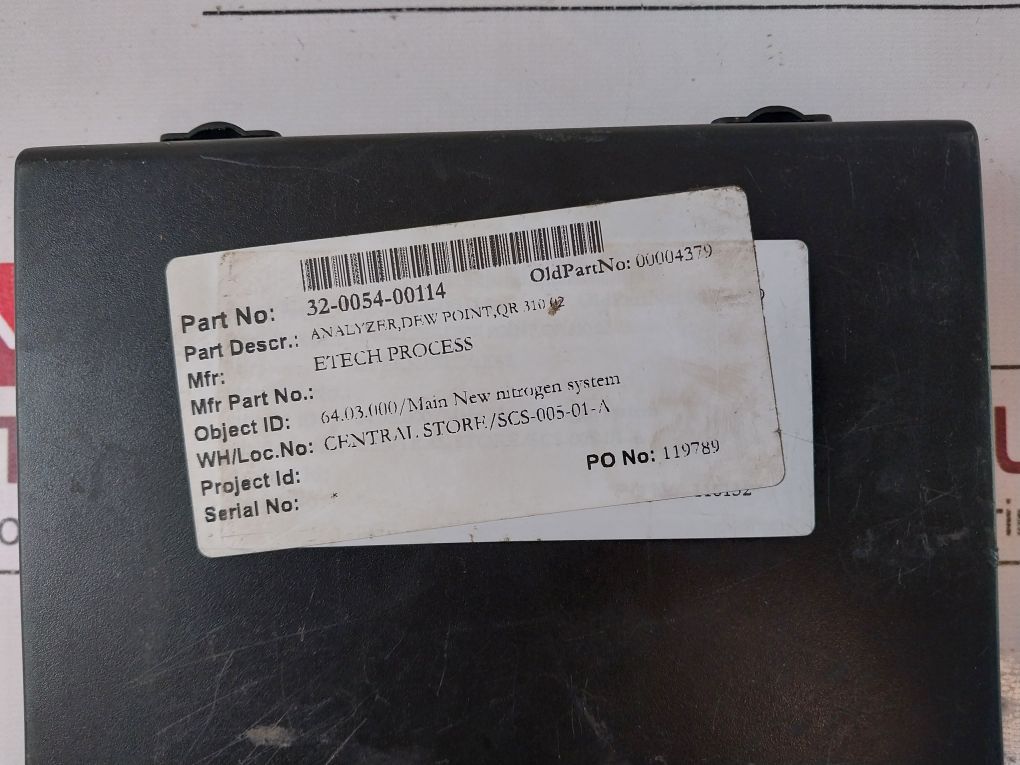 Part No: 32-0054-00114
OldPartNo: 00004379
Part Descr.: ANALYZER,DEW POINT,QR 310
Mfr: ETECH PROCESS
Mfr Part No.:
Object ID: 64.03.000/Main New nitrogen system
WH/Loc.No: CENTRAL STORE/SCS-005-01-A
Project Id:
PO No: 119789
Serial No: